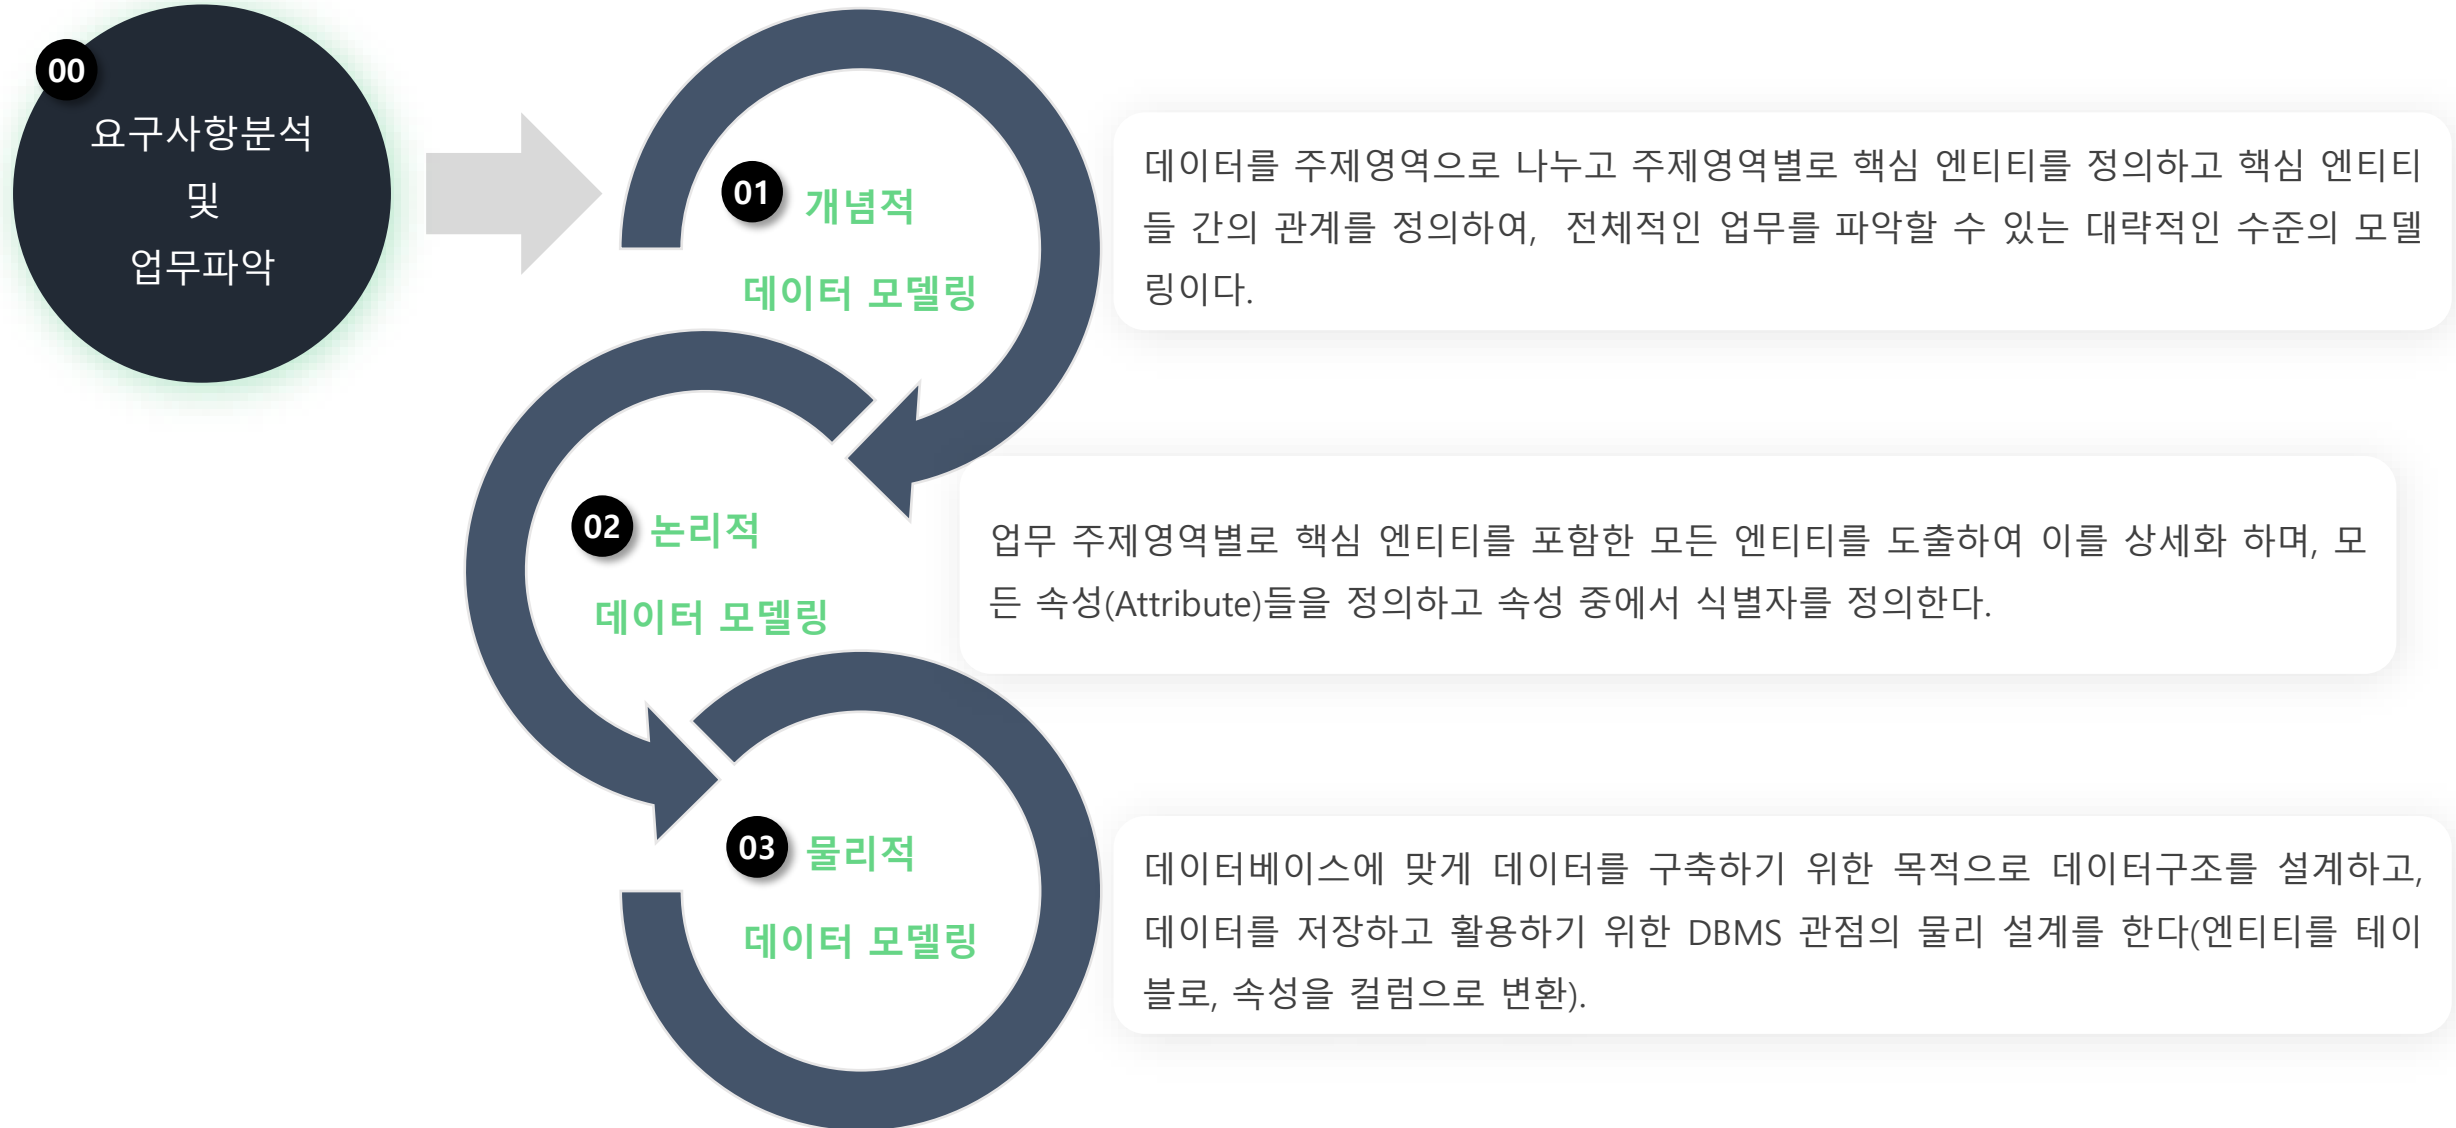 00
요구사항분석
및
업무파악
01
개념적
데이터 모델링
데이터를 주제영역으로 나누고 주제영역별로 핵심 엔티티를 정의하고 핵심 엔티티
들 간의 관계를 정의하여, 전체적인 업무를 파악할 수 있는 대략적인 수준의 모델
링이다.
02
논리적
데이터 모델링
업무 주제영역별로 핵심 엔티티를 포함한 모든 엔티티를 도출하여 이를 상세화 하며, 모
든 속성(Attribute)들을 정의하고 속성 중에서 식별자를 정의한다.
03
물리적
데이터 모델링
데이터베이스에 맞게 데이터를 구축하기 위한 목적으로 데이터구조를 설계하고,
데이터를 저장하고 활용하기 위한 DBMS 관점의 물리 설계를 한다(엔티티를 테이
블로, 속성을 컬럼으로 변환).